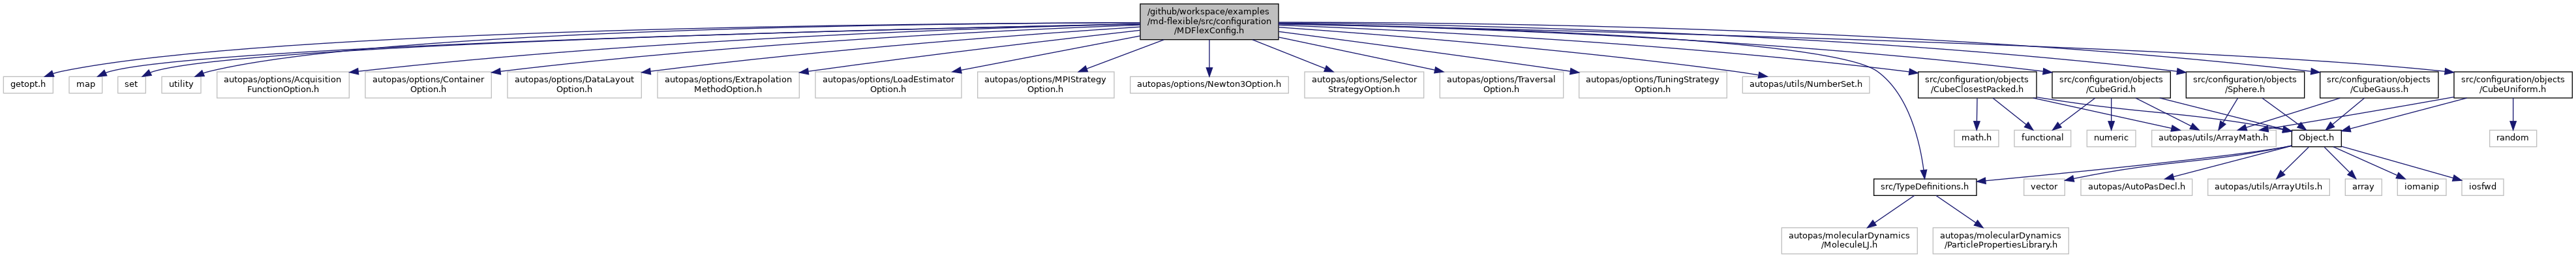 /github/workspace/examples
/md-flexible/src/configuration
/MDFlexConfig.h
getopt.h
map
set
utility
autopas/options/Acquisition
FunctionOption.h
autopas/options/Container
Option.h
autopas/options/DataLayout
Option.h
autopas/options/Extrapolation
MethodOption.h
autopas/options/LoadEstimator
Option.h
autopas/options/MPIStrategy
Option.h
autopas/options/Newton3Option.h
autopas/options/Selector
StrategyOption.h
autopas/options/Traversal
Option.h
autopas/options/TuningStrategy
Option.h
autopas/utils/NumberSet.h
src/configuration/objects
/CubeClosestPacked.h
src/configuration/objects
/CubeGrid.h
src/configuration/objects
/Sphere.h
src/configuration/objects
/CubeGauss.h
src/configuration/objects
/CubeUniform.h
math.h
functional
numeric
autopas/utils/ArrayMath.h
Object.h
random
src/TypeDefinitions.h
vector
autopas/AutoPasDecl.h
autopas/utils/ArrayUtils.h
array
iomanip
iosfwd
autopas/molecularDynamics
/MoleculeLJ.h
autopas/molecularDynamics
/ParticlePropertiesLibrary.h